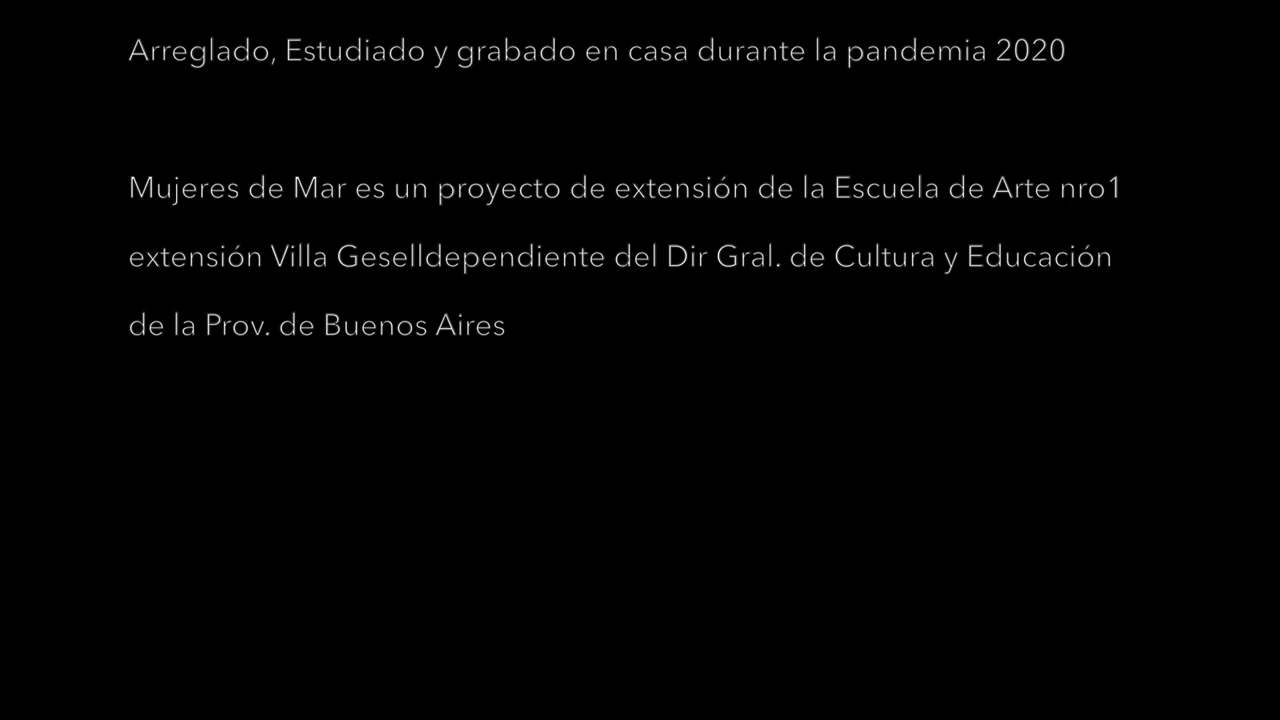 Arreglado, Estudiado y grabado en casa durante la pandemia 2020
Mujeres de Mar es un proyecto de extensión de la Escuela de Arte nro1
extensión Villa Geselldependiente del Dir Gral. de Cultura y Educación
de la Prov. de Buenos Aires